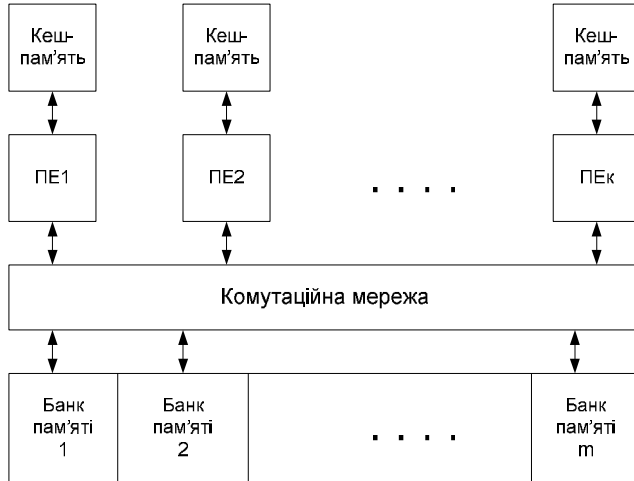 Кеш-
пам'ять
Кеш-
пам'ять
Кеш-
пам'ять
ПЕ1
ПЕ2
. . . .
ПЕк
Комутаційна мережа
Банк
пам'яті
1
Банк
пам'яті
2
. . . .
Банк
пам'яті
m